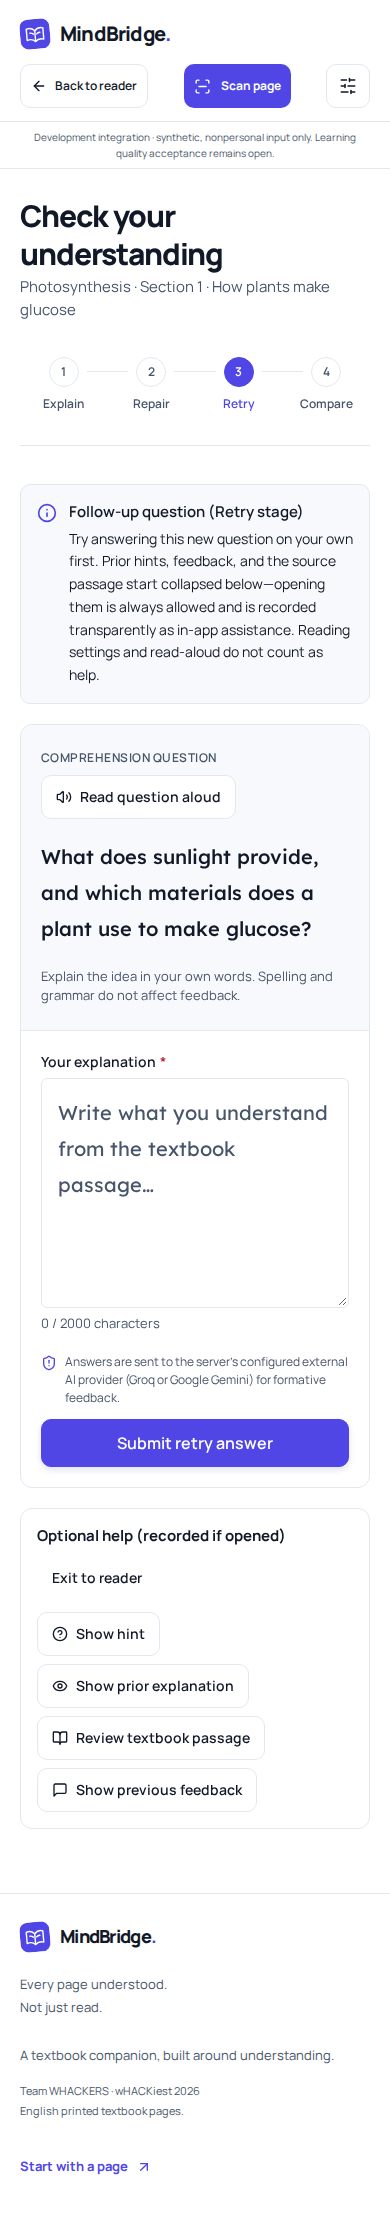 MindBridge.
Back to reader
Scan page
Development integration · synthetic, nonpersonal input only. Learning
quality acceptance remains open.
Check your
understanding
Photosynthesis · Section 1 · How plants make
glucose
1
2
3
4
Explain
Repair
Retry
Compare
Follow-up question (Retry stage)
Try answering this new question on your own
first. Prior hints, feedback, and the source
passage start collapsed below—opening
them is always allowed and is recorded
transparently as in-app assistance. Reading
settings and read-aloud do not count as
help.
COMPREHENSION QUESTION
Read question aloud
What does sunlight provide,
and which materials does a
plant use to make glucose?
Explain the idea in your own words. Spelling and
grammar do not affect feedback.
Your explanation *
Write what you understand
from the textbook
passage…
0 / 2000 characters
Answers are sent to the server's configured external
AI provider (Groq or Google Gemini) for formative
feedback.
Submit retry answer
Optional help (recorded if opened)
Exit to reader
Show hint
Show prior explanation
Review textbook passage
Show previous feedback
MindBridge.
Every page understood.
Not just read.
A textbook companion, built around understanding.
Team WHACKERS · wHACKiest 2026
English printed textbook pages.
Start with a page